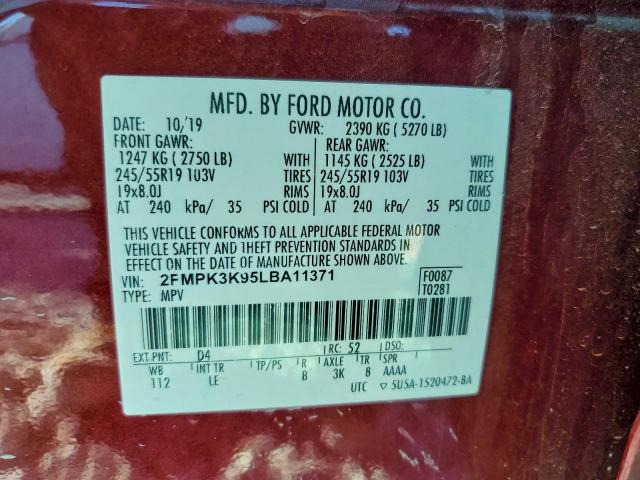 MFD. BY FORD MOTOR CO.
DATE: 10/19 GVWR: 2390 KG ( 5270 LB)
FRONT GAWR: REAR GAWR:
1247 KG ( 2750 LB) WITH 1145 KG ( 2525 LB) WITH
245/55R19 103V TIRES 245/55R19 103V TIRES
19x8.0J RIMS 19x8.0J RIMS
AT 240 kPa/ 35 PSI COLD AT 240 kPa/ 35 PSI COLD
THIS VEHICLE CONFORMS TO ALL APPLICABLE FEDERAL MOTOR
VEHICLE SAFETY AND THEFT PREVENTION STANDARDS IN
EFFECT ON THE DATE OF MANUFACTURE SHOWN ABOVE.
VIN: 2FMPK3K95LBA11371 F0087
TYPE: MPV T0281
EXT PNT: D4 RC: 52 DSO:
WB INT TR TP/PS R AXLE TR SPR
112 LE B 3K 8 AAAA
UTC ▽ 5U5A-1520472-BA